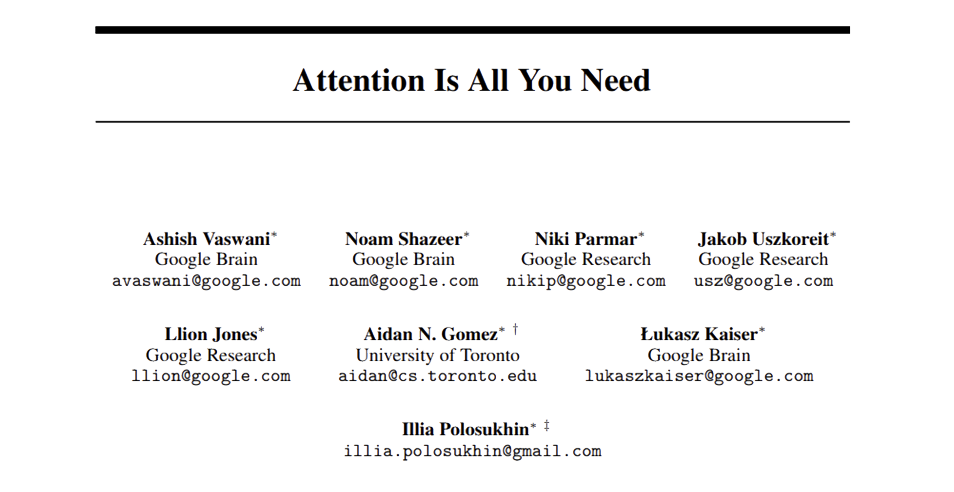 Attention Is All You Need
Ashish Vaswani* Noam Shazeer* Niki Parmar* Jakob Uszkoreit*
Google Brain Google Brain Google Research Google Research
avaswani@google.com noam@google.com nikip@google.com usz@google.com
Llion Jones* Aidan N. Gomez* † Łukasz Kaiser*
Google Research University of Toronto Google Brain
llion@google.com aidan@cs.toronto.edu lukaszkaiser@google.com
Illia Polosukhin* ‡
illia.polosukhin@gmail.com